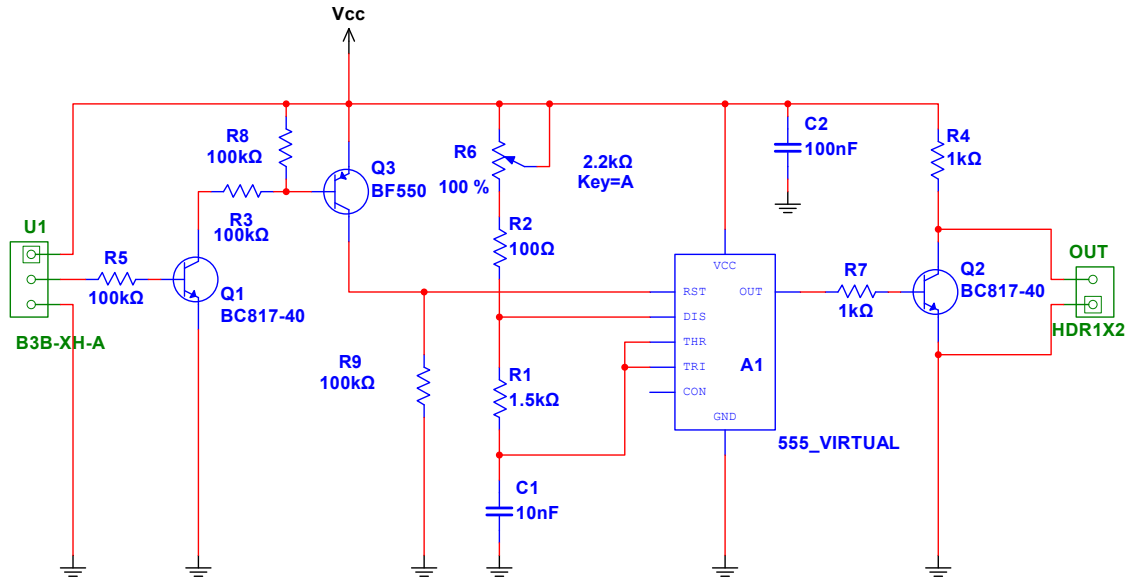 Vcc
R8
100kΩ
Q3
BF550
R6
100 %
2.2kΩ
Key=A
C2
100nF
R4
1kΩ
R3
100kΩ
U1
R5
100kΩ
Q1
BC817-40
B3B-XH-A
R2
100Ω
R9
100kΩ
R1
1.5kΩ
C1
10nF
VCC
RST
OUT
DIS
THR
TRI
CON
GND
A1
555_VIRTUAL
R7
1kΩ
Q2
BC817-40
OUT
HDR1X2